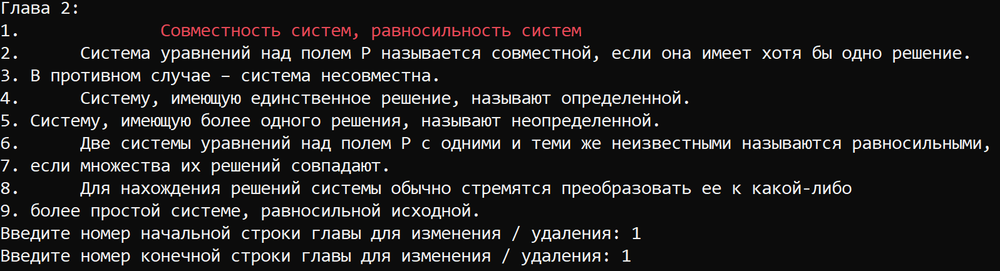 Глава 2:
1. Совместность систем, равносильность систем
2. Система уравнений над полем P называется совместной, если она имеет хотя бы одно решение.
3. В противном случае – система несовместна.
4. Систему, имеющую единственное решение, называют определенной.
5. Систему, имеющую более одного решения, называют неопределенной.
6. Две системы уравнений над полем P с одними и теми же неизвестными называются равносильными,
7. если множества их решений совпадают.
8. Для нахождения решений системы обычно стремятся преобразовать ее к какой-либо
9. более простой системе, равносильной исходной.
Введите номер начальной строки главы для изменения / удаления: 1
Введите номер конечной строки главы для изменения / удаления: 1